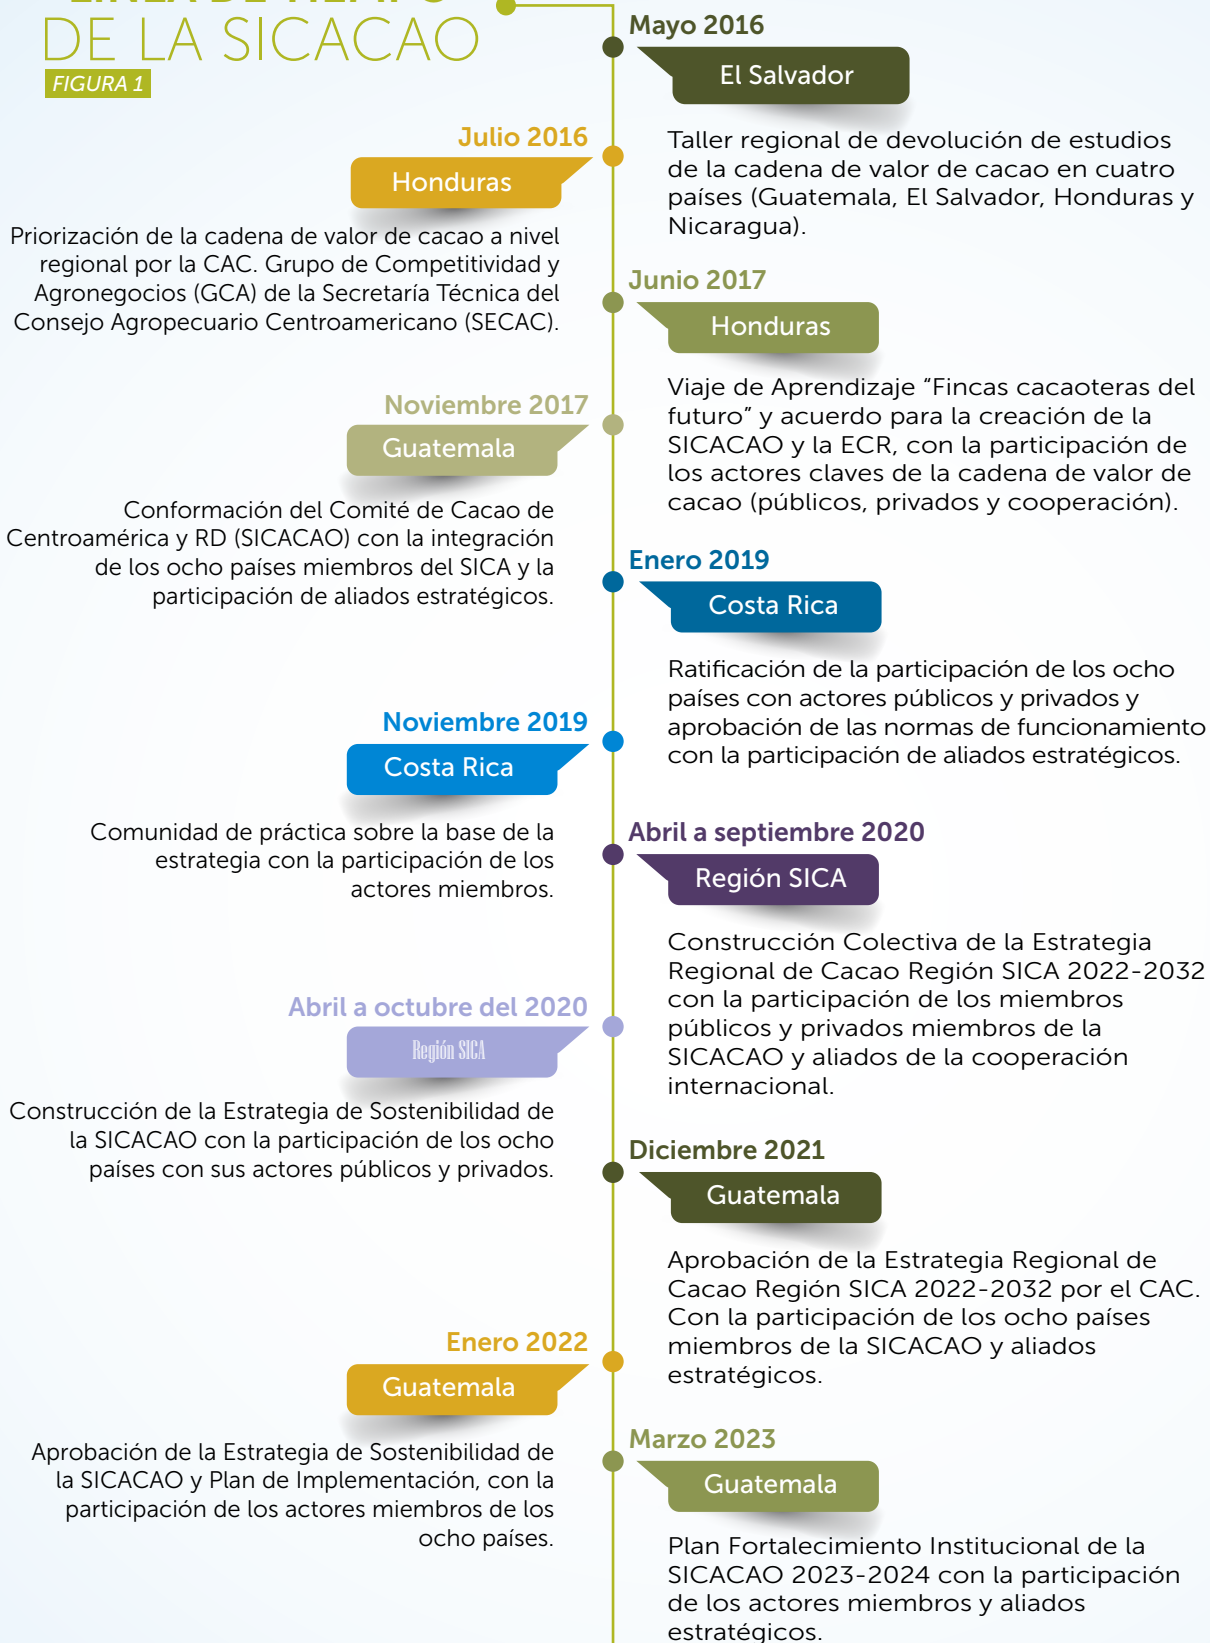 LÍNEA DE TIEMPO
DE LA SICACAO
FIGURA 1
Mayo 2016
El Salvador
Taller regional de devolución de estudios
de la cadena de valor de cacao en cuatro
países (Guatemala, El Salvador, Honduras y
Nicaragua).
Julio 2016
Honduras
Priorización de la cadena de valor de cacao a nivel
regional por la CAC. Grupo de Competitividad y
Agronegocios (GCA) de la Secretaría Técnica del
Consejo Agropecuario Centroamericano (SECAC).
Junio 2017
Honduras
Viaje de Aprendizaje “Fincas cacaoteras del
futuro” y acuerdo para la creación de la
SICACAO y la ECR, con la participación de
los actores claves de la cadena de valor de
cacao (públicos, privados y cooperación).
Noviembre 2017
Guatemala
Conformación del Comité de Cacao de
Centroamérica y RD (SICACAO) con la integración
de los ocho países miembros del SICA y la
participación de aliados estratégicos.
Enero 2019
Costa Rica
Ratificación de la participación de los ocho
países con actores públicos y privados y
aprobación de las normas de funcionamiento
con la participación de aliados estratégicos.
Noviembre 2019
Costa Rica
Comunidad de práctica sobre la base de la
estrategia con la participación de los
actores miembros.
Abril a septiembre 2020
Región SICA
Construcción Colectiva de la Estrategia
Regional de Cacao Región SICA 2022-2032
con la participación de los miembros
públicos y privados miembros de la
SICACAO y aliados de la cooperación
internacional.
Abril a octubre del 2020
Región SICA
Construcción de la Estrategia de Sostenibilidad de
la SICACAO con la participación de los ocho
países con sus actores públicos y privados.
Diciembre 2021
Guatemala
Aprobación de la Estrategia Regional de
Cacao Región SICA 2022-2032 por el CAC.
Con la participación de los ocho países
miembros de la SICACAO y aliados
estratégicos.
Enero 2022
Guatemala
Aprobación de la Estrategia de Sostenibilidad de
la SICACAO y Plan de Implementación, con la
participación de los actores miembros de los
ocho países.
Marzo 2023
Guatemala
Plan Fortalecimiento Institucional de la
SICACAO 2023-2024 con la participación
de los actores miembros y aliados
estratégicos.